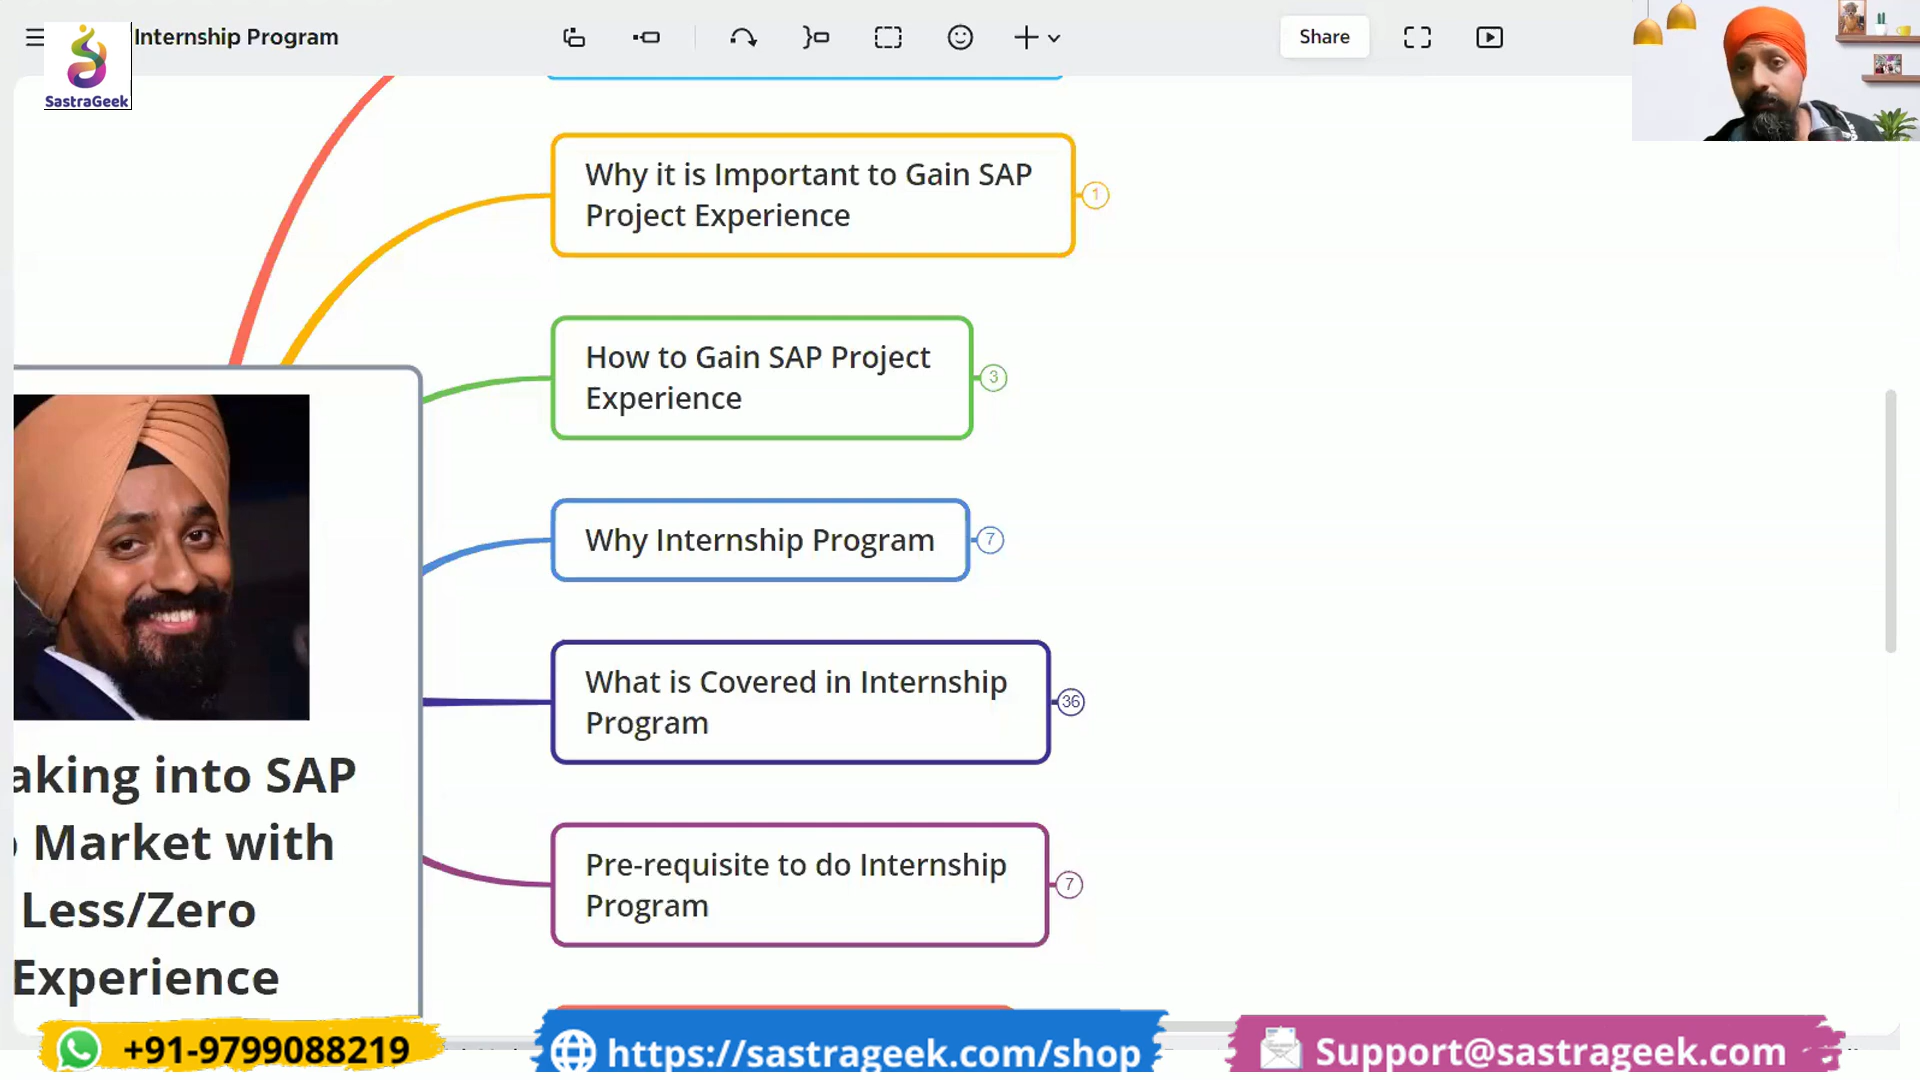 Internship Program
SastraGeek
Share
Why it is Important to Gain SAP
Project Experience
1
How to Gain SAP Project
Experience
3
Why Internship Program
7
What is Covered in Internship
Program
36
Pre-requisite to do Internship
Program
7
aking into SAP
Market with
Less/Zero
Experience
+91-9799088219
https://sastrageek.com/shop
Support@sastrageek.com